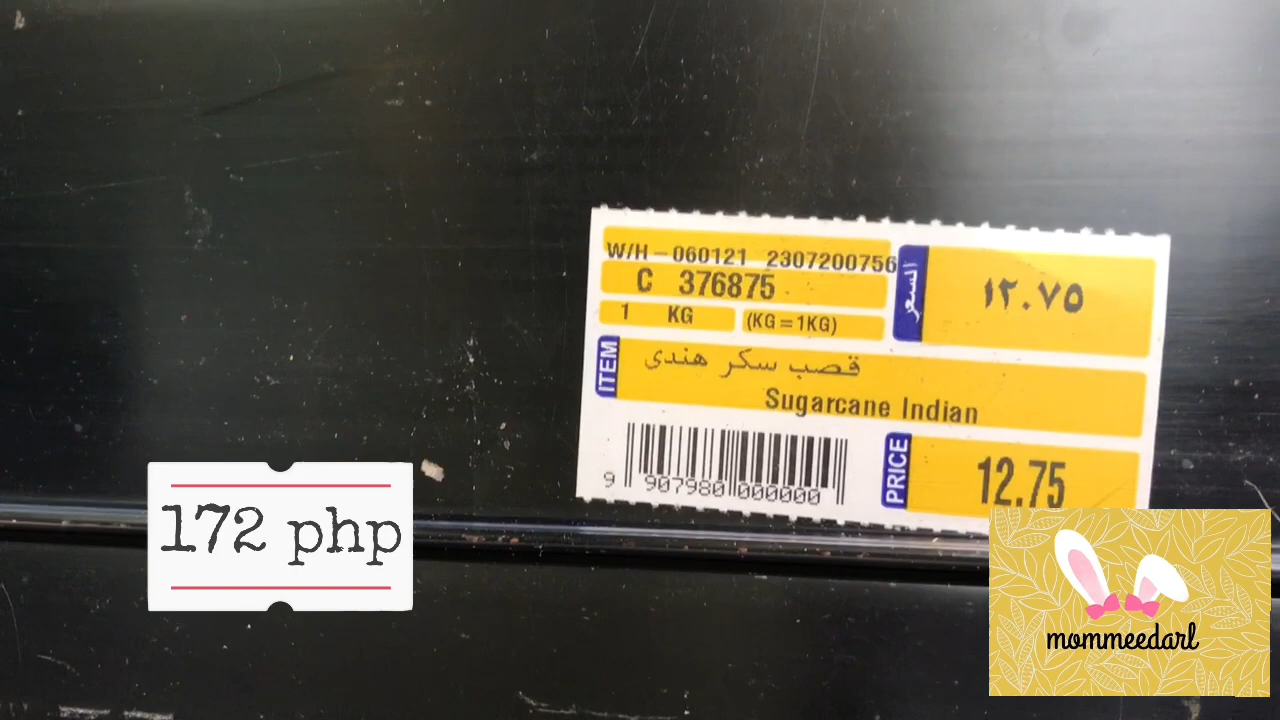 W/H - 060121 2307200756
C 376875
1 KG (KG=1KG)
السعر
١٢.٧٥
ITEM
قصب سكر هندى
Sugarcane Indian
9 907980 000000
PRICE
12.75
172 php
mommeedarl